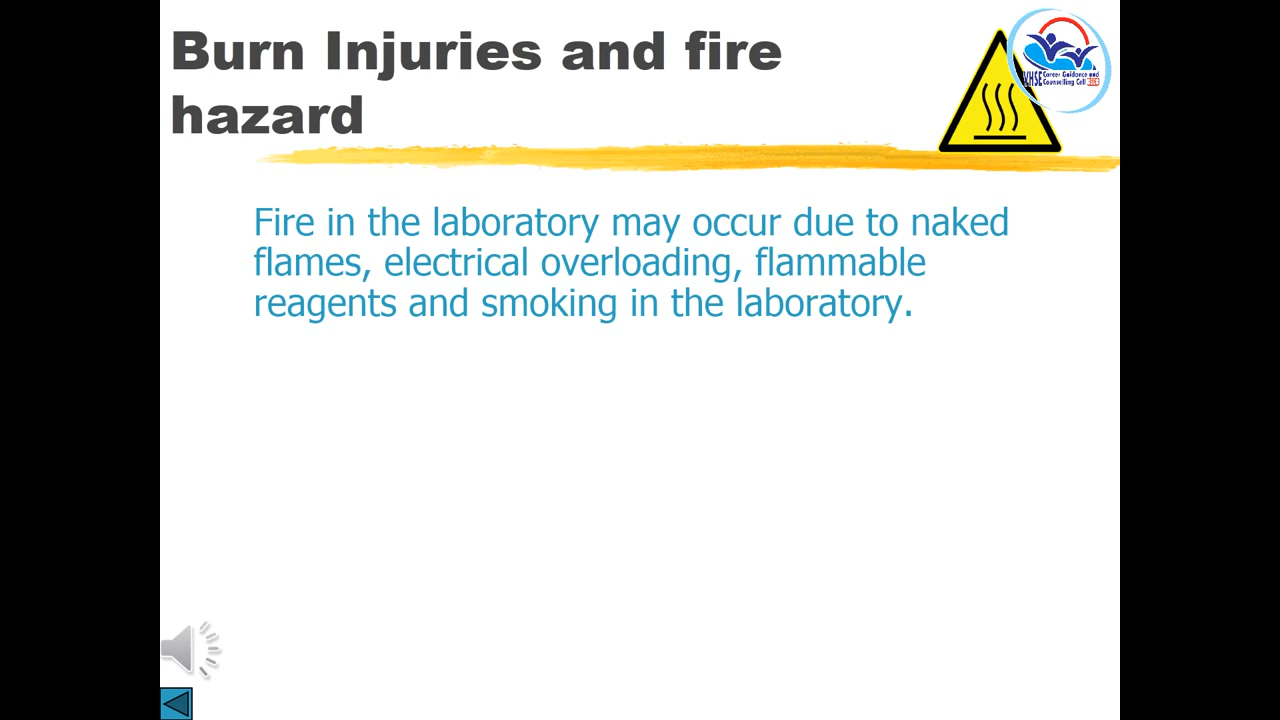 Burn Injuries and fire
hazard
VHSE Career Guidance and
Counselling Cell
Fire in the laboratory may occur due to naked
flames, electrical overloading, flammable
reagents and smoking in the laboratory.